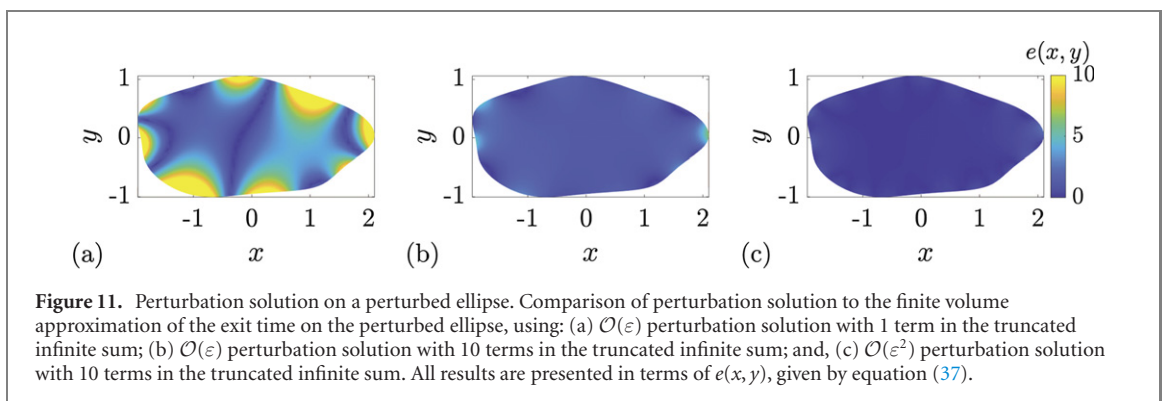 e(x, y)
1
0
-1
y
-1
0
1
2
(a)
x
1
0
-1
y
-1
0
1
2
(b)
x
1
0
-1
y
-1
0
1
2
(c)
x
10
5
0
Figure 11. Perturbation solution on a perturbed ellipse. Comparison of perturbation solution to the finite volume
approximation of the exit time on the perturbed ellipse, using: (a) 𝒪(ε) perturbation solution with 1 term in the truncated
infinite sum; (b) 𝒪(ε) perturbation solution with 10 terms in the truncated infinite sum; and, (c) 𝒪(ε²) perturbation solution
with 10 terms in the truncated infinite sum. All results are presented in terms of e(x, y), given by equation (37).